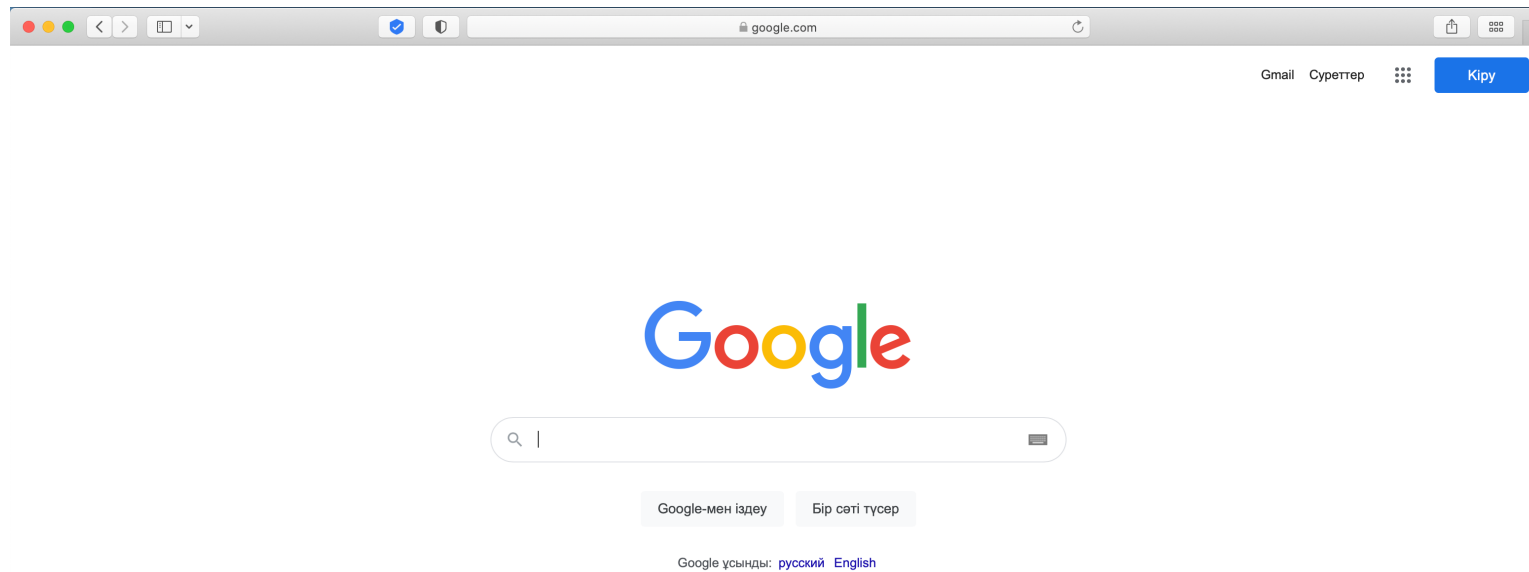 google.com
Gmail Суреттер Кіру
Google
Google-мен іздеу Бір сәті түсер
Google ұсынды: русский English